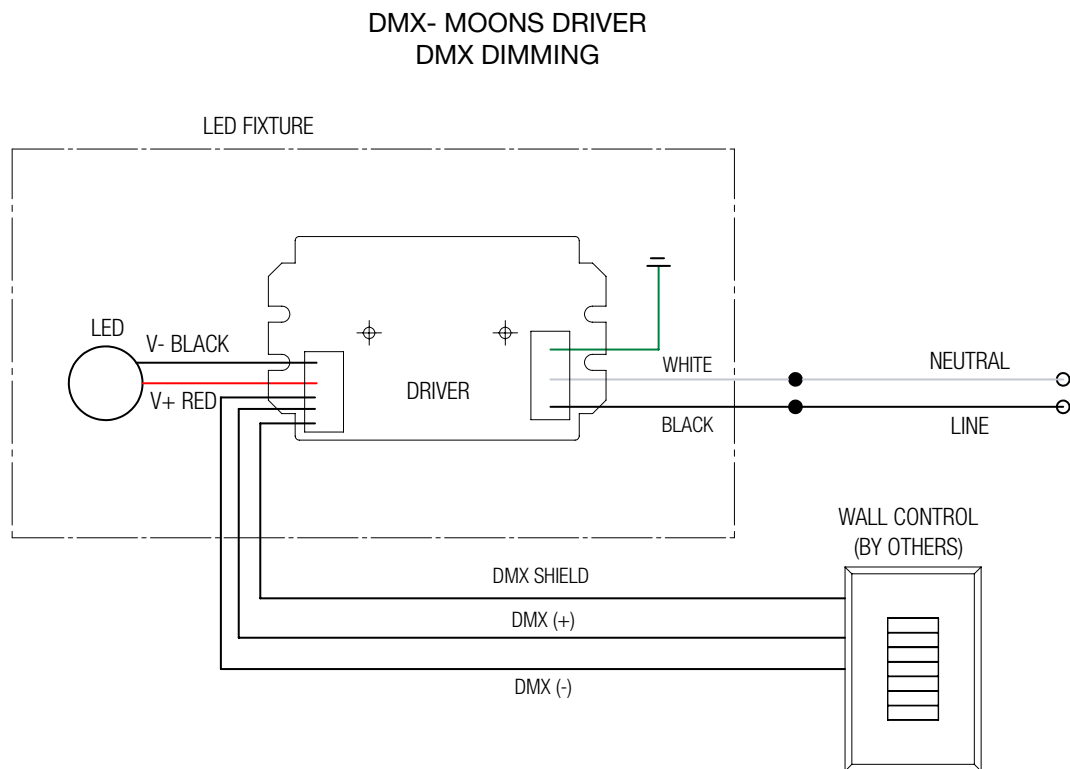 DMX- MOONS DRIVER
DMX DIMMING
LED FIXTURE
LED
V- BLACK
V+ RED
DRIVER
WHITE
BLACK
NEUTRAL
LINE
WALL CONTROL
(BY OTHERS)
DMX SHIELD
DMX (+)
DMX (-)